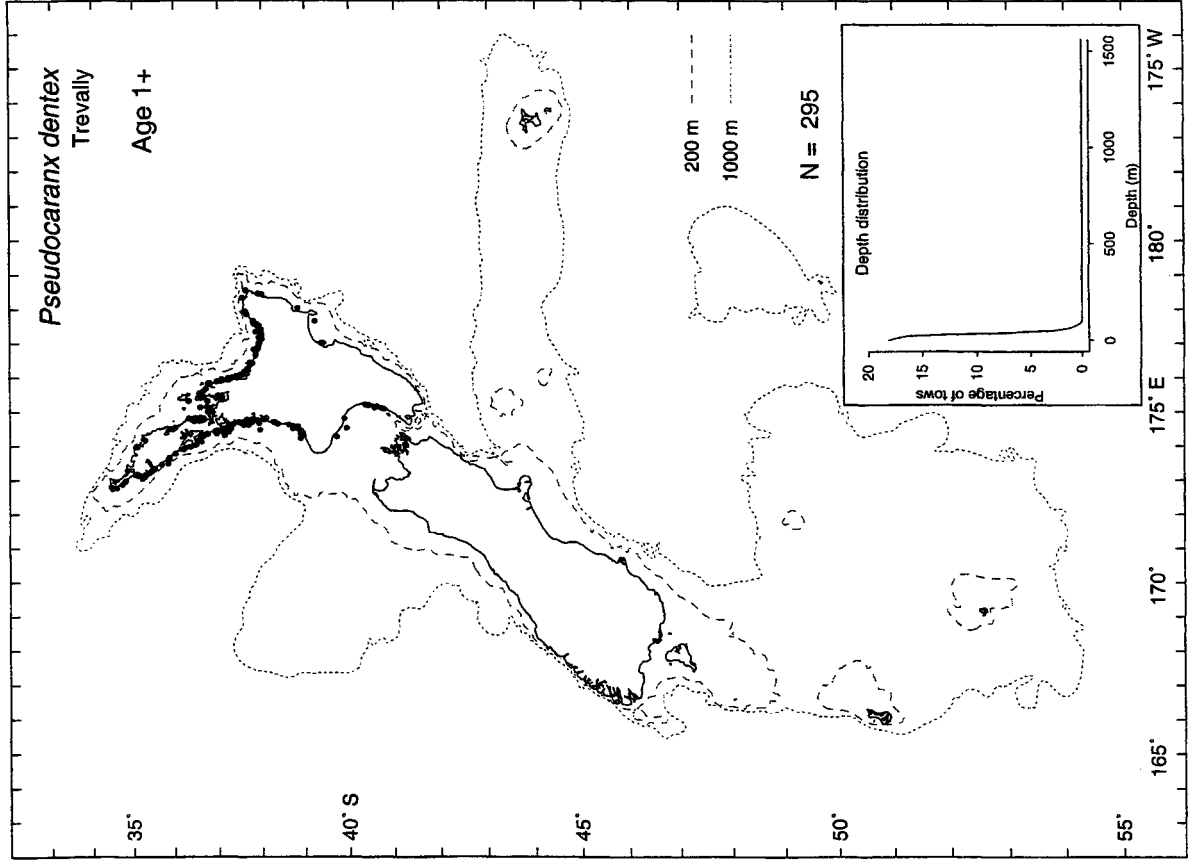 Pseudocaranx dentex
Trevally
Age 1+
35°
40° S
45°
50°
55°
165°
170°
175° E
180°
175° W
200 m
1000 m
N = 295
Depth distribution
Percentage of tows
20
15
10
5
0
0
500
1000
1500
Depth (m)